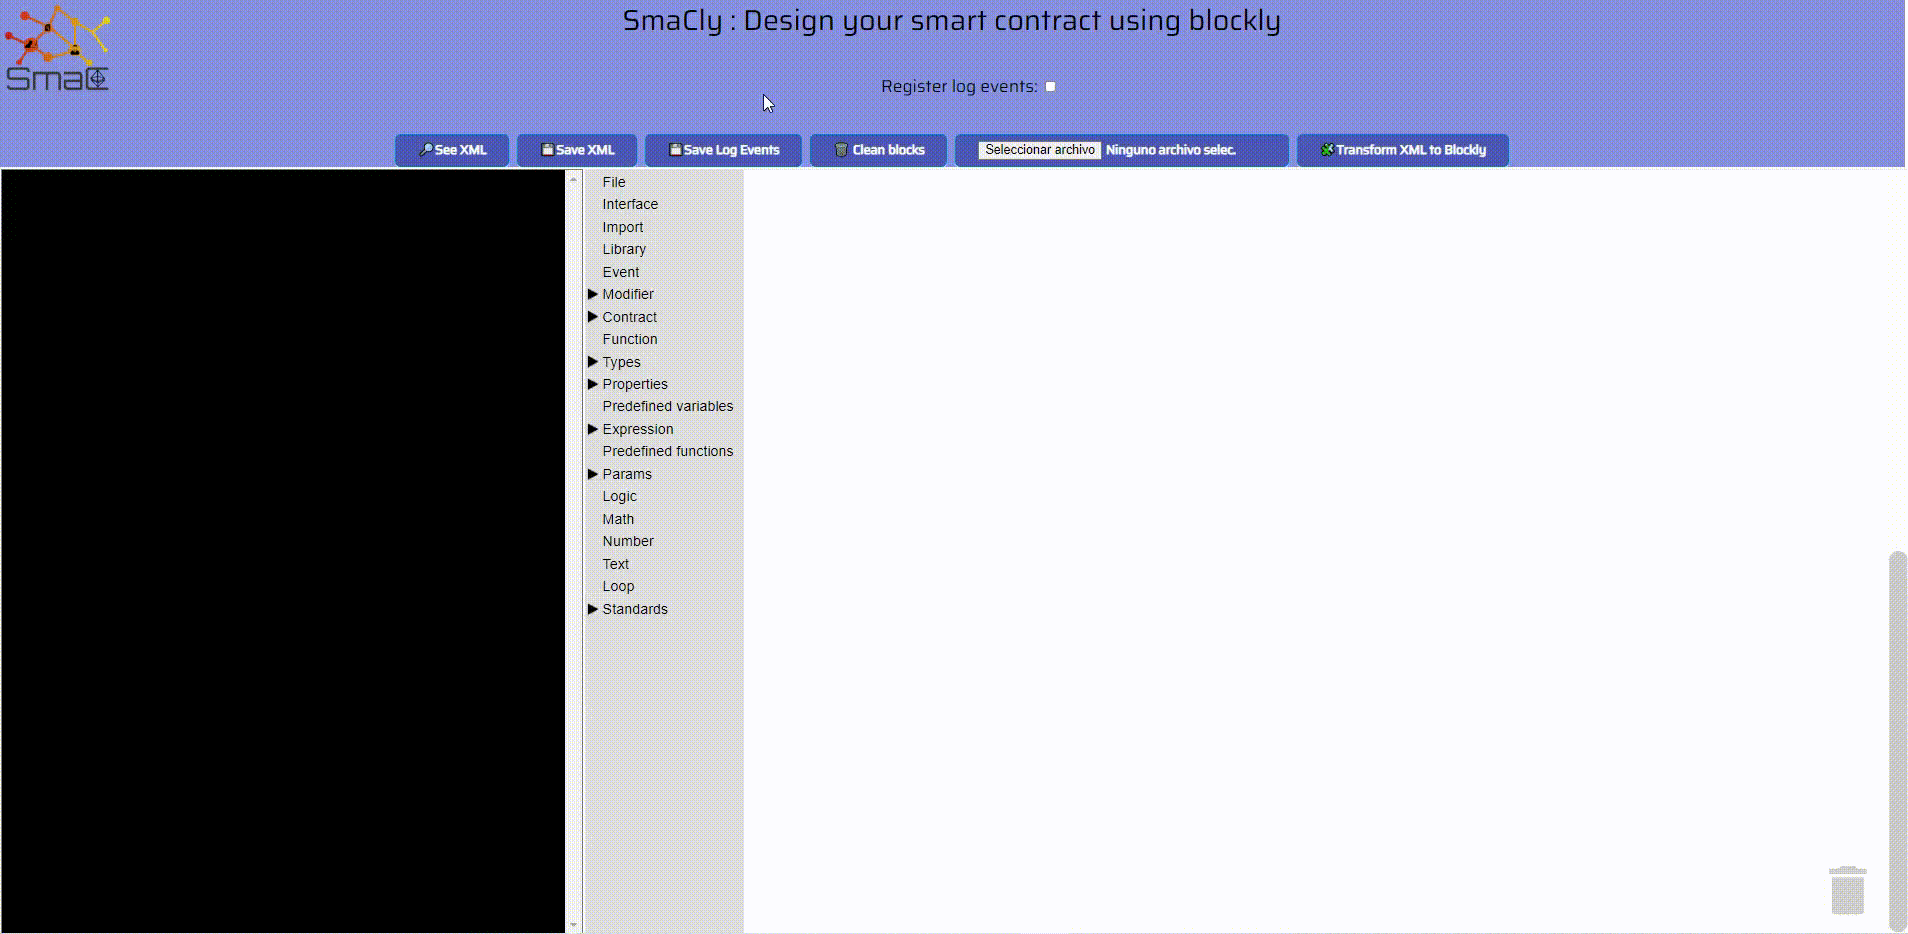 SmaCly : Design your smart contract using blockly
SmaC
Register log events:
See XML
Save XML
Save Log Events
Clean blocks
Seleccionar archivo Ninguno archivo selec.
Transform XML to Blockly
File
Interface
Import
Library
Event
Modifier
Contract
Function
Types
Properties
Predefined variables
Expression
Predefined functions
Params
Logic
Math
Number
Text
Loop
Standards